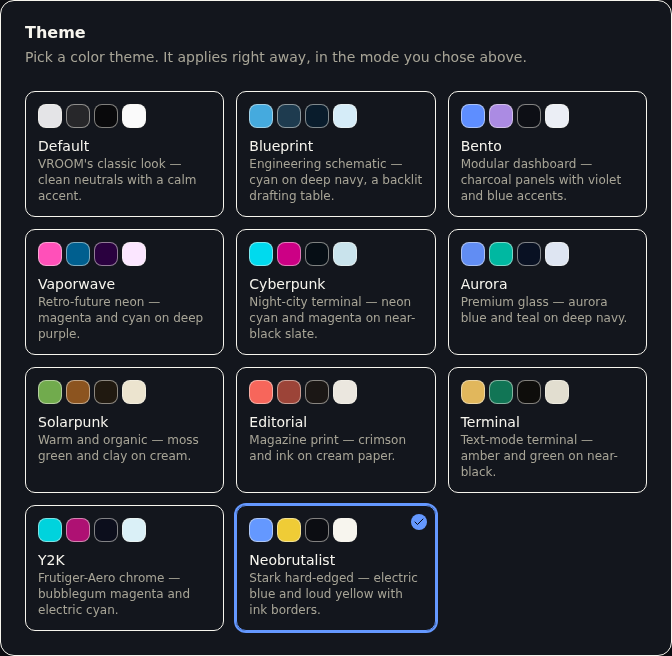 Theme
Pick a color theme. It applies right away, in the mode you chose above.
Default
VROOM's classic look —
clean neutrals with a calm
accent.
Blueprint
Engineering schematic —
cyan on deep navy, a backlit
drafting table.
Bento
Modular dashboard —
charcoal panels with violet
and blue accents.
Vaporwave
Retro-future neon —
magenta and cyan on deep
purple.
Cyberpunk
Night-city terminal — neon
cyan and magenta on near-
black slate.
Aurora
Premium glass — aurora
blue and teal on deep navy.
Solarpunk
Warm and organic — moss
green and clay on cream.
Editorial
Magazine print — crimson
and ink on cream paper.
Terminal
Text-mode terminal —
amber and green on near-
black.
Y2K
Frutiger-Aero chrome —
bubblegum magenta and
electric cyan.
Neobrutalist
Stark hard-edged — electric
blue and loud yellow with
ink borders.